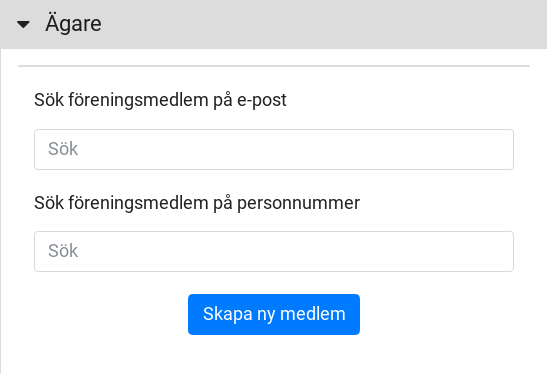 Ägare
Sök föreningsmedlem på e-post
Sök
Sök föreningsmedlem på personnummer
Sök
Skapa ny medlem